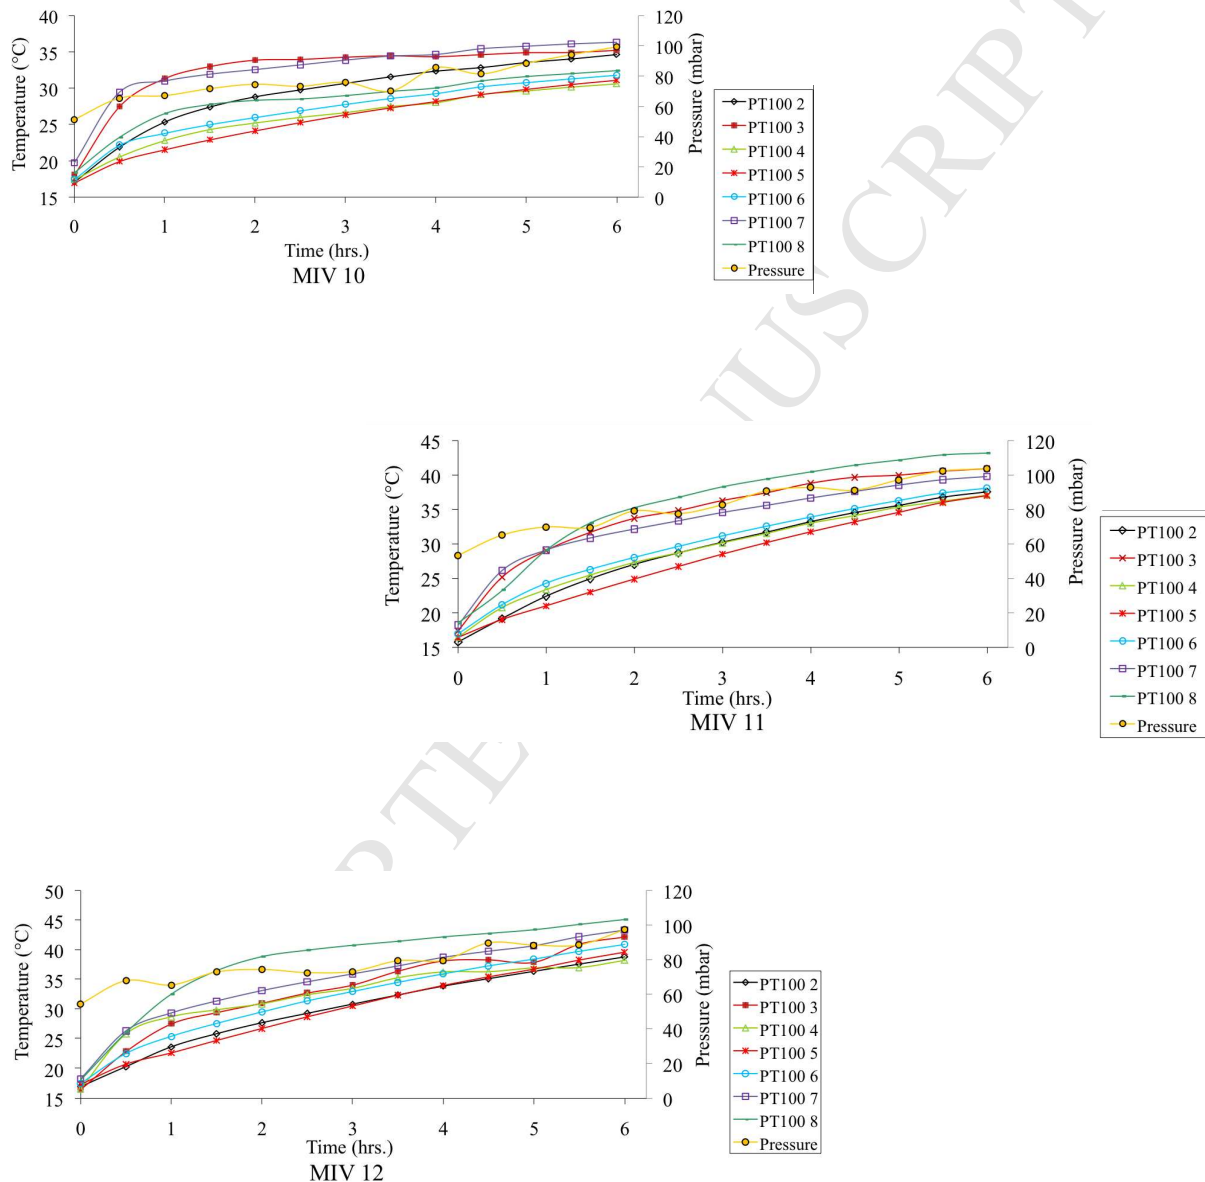 40
35
30
25
20
15
Temperature (°C)
0 1 2 3 4 5 6
Time (hrs.)
MIV 10
120
100
80
60
40
20
0
Pressure (mbar)
PT100 2
PT100 3
PT100 4
PT100 5
PT100 6
PT100 7
PT100 8
Pressure
45
40
35
30
25
20
15
Temperature (°C)
0 1 2 3 4 5 6
Time (hrs.)
MIV 11
120
100
80
60
40
20
0
Pressure (mbar)
PT100 2
PT100 3
PT100 4
PT100 5
PT100 6
PT100 7
PT100 8
Pressure
50
45
40
35
30
25
20
15
Temperature (°C)
0 1 2 3 4 5 6
Time (hrs.)
MIV 12
120
100
80
60
40
20
0
Pressure (mbar)
PT100 2
PT100 3
PT100 4
PT100 5
PT100 6
PT100 7
PT100 8
Pressure